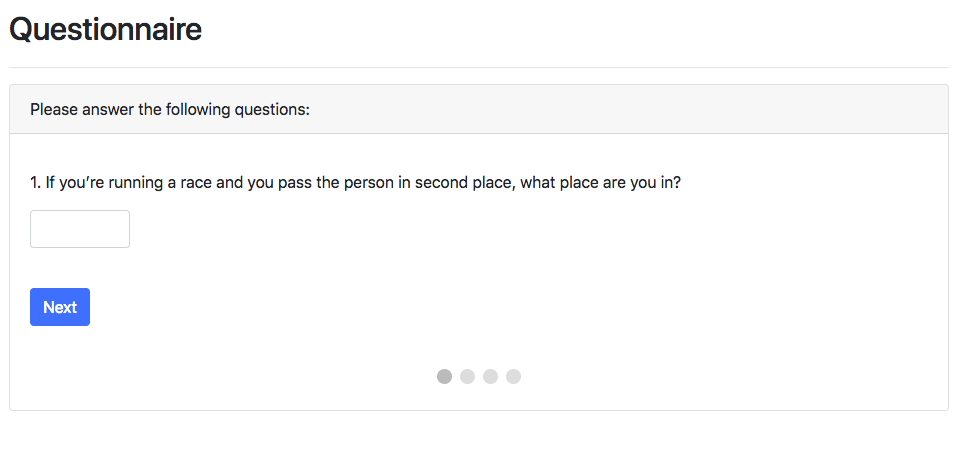 Questionnaire
Please answer the following questions:
1. If you’re running a race and you pass the person in second place, what place are you in?
Next